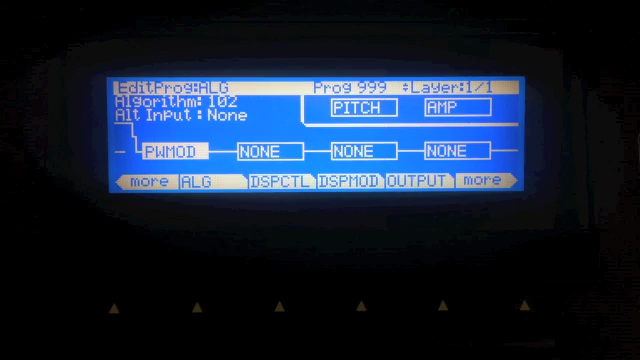 EditProg:ALG Prog 999 Layer:1/1
Algorithm: 102
Alt Input : None
PITCH AMP
PWMOD NONE NONE NONE
more ALG DSPCTL DSPMOD OUTPUT more